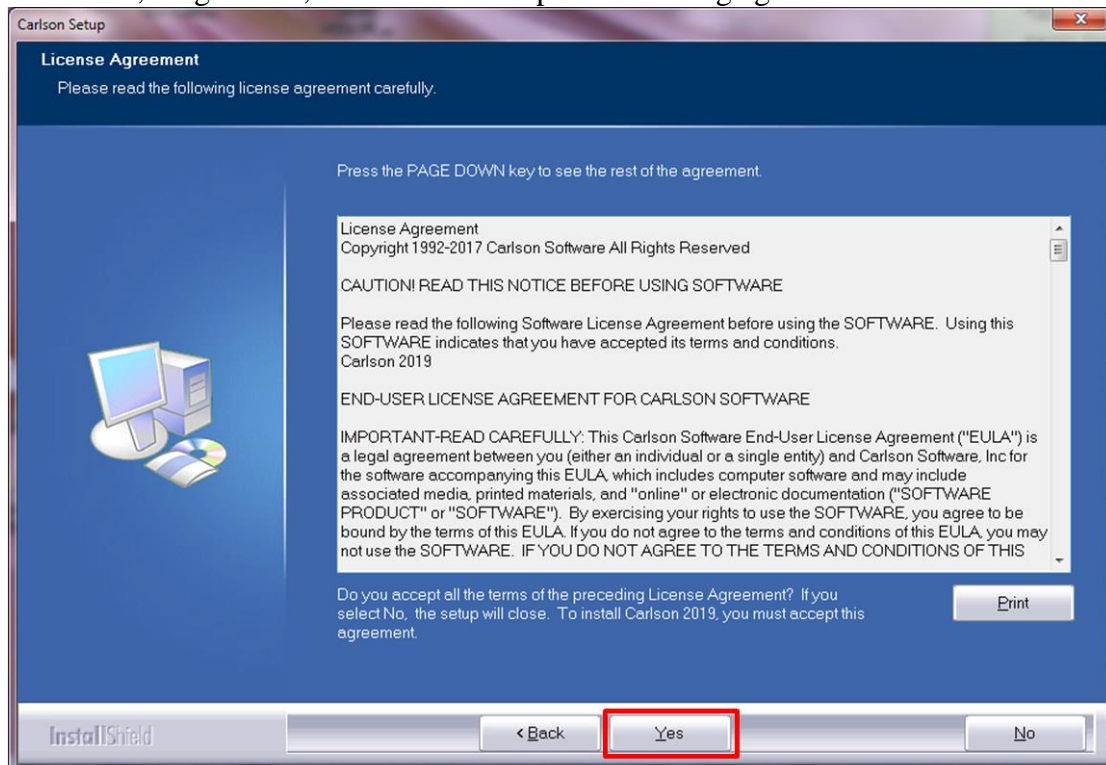 Carlson Setup
License Agreement
Please read the following license agreement carefully.
Press the PAGE DOWN key to see the rest of the agreement.
License Agreement
Copyright 1992-2017 Carlson Software All Rights Reserved
CAUTION! READ THIS NOTICE BEFORE USING SOFTWARE
Please read the following Software License Agreement before using the SOFTWARE. Using this
SOFTWARE indicates that you have accepted its terms and conditions.
Carlson 2019
END-USER LICENSE AGREEMENT FOR CARLSON SOFTWARE
IMPORTANT-READ CAREFULLY: This Carlson Software End-User License Agreement ("EULA") is
a legal agreement between you (either an individual or a single entity) and Carlson Software, Inc for
the software accompanying this EULA, which includes computer software and may include
associated media, printed materials, and "online" or electronic documentation ("SOFTWARE
PRODUCT" or "SOFTWARE"). By exercising your rights to use the SOFTWARE, you agree to be
bound by the terms of this EULA. If you do not agree to the terms and conditions of this EULA, you may
not use the SOFTWARE. IF YOU DO NOT AGREE TO THE TERMS AND CONDITIONS OF THIS
Do you accept all the terms of the preceding License Agreement? If you
select No, the setup will close. To install Carlson 2019, you must accept this
agreement.
Print
InstallShield
< Back
Yes
No